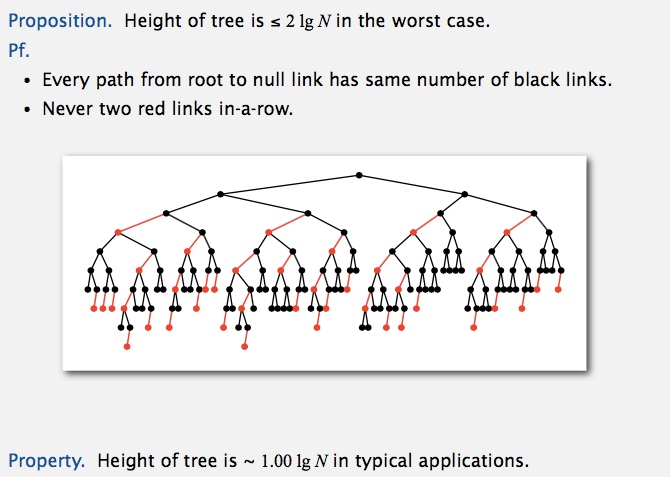 Proposition. Height of tree is ≤ 2 lg N in the worst case.
Pf.
• Every path from root to null link has same number of black links.
• Never two red links in-a-row.
Property. Height of tree is ~ 1.00 lg N in typical applications.